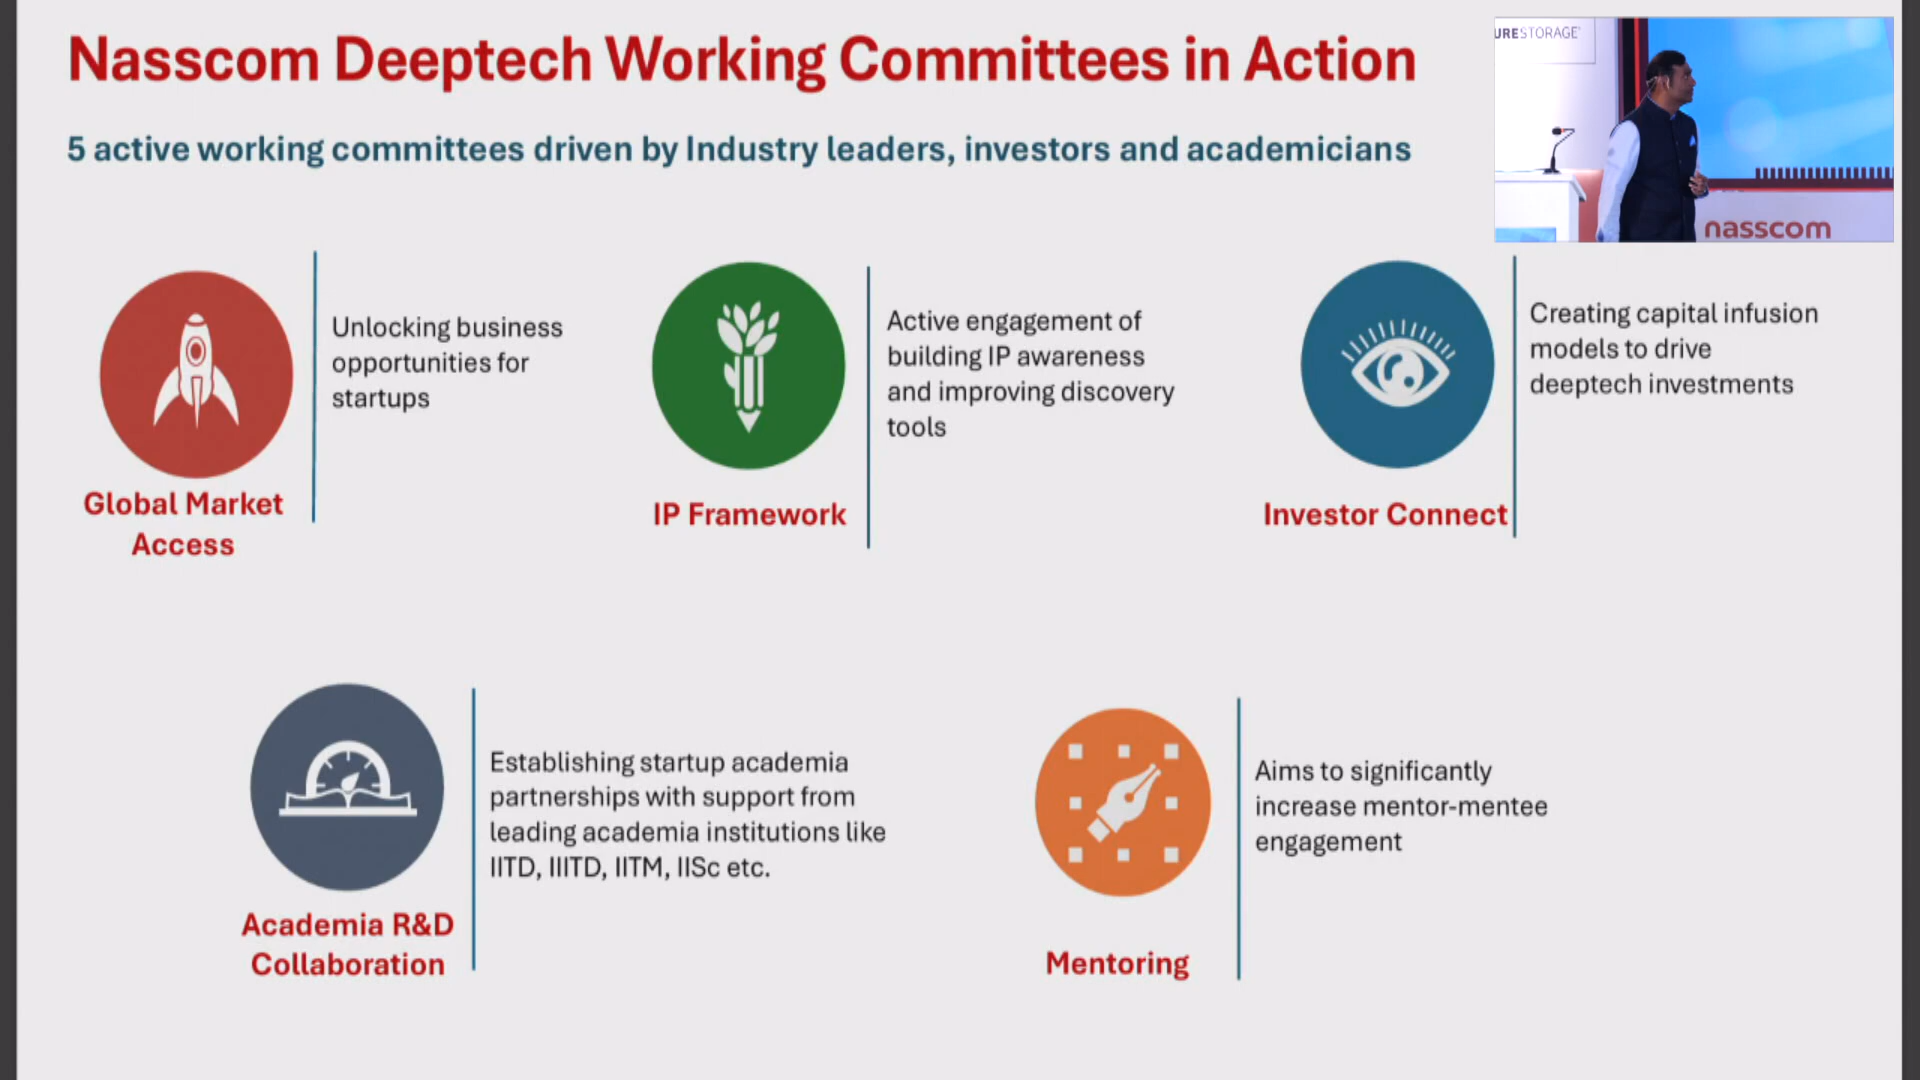 Nasscom Deeptech Working Committees in Action
5 active working committees driven by Industry leaders, investors and academicians
URESTORAGE
nasscom
Unlocking business
opportunities for
startups
Global Market
Access
Active engagement of
building IP awareness
and improving discovery
tools
IP Framework
Creating capital infusion
models to drive
deeptech investments
Investor Connect
Establishing startup academia
partnerships with support from
leading academia institutions like
IITD, IIITD, IITM, IISc etc.
Academia R&D
Collaboration
Aims to significantly
increase mentor-mentee
engagement
Mentoring